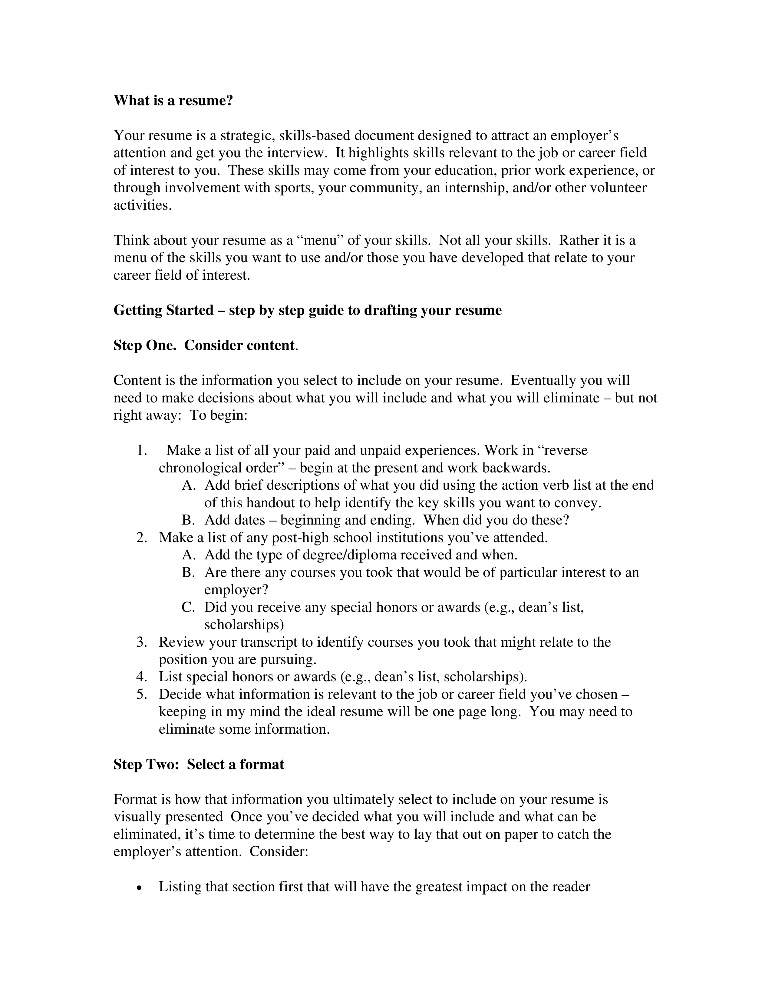 What is a resume?
Your resume is a strategic, skills-based document designed to attract an employer’s
attention and get you the interview.  It highlights skills relevant to the job or career field
of interest to you.  These skills may come from your education, prior work experience, or
through involvement with sports, your community, an internship, and/or other volunteer
activities.
Think about your resume as a “menu” of your skills.  Not all your skills.  Rather it is a
menu of the skills you want to use and/or those you have developed that relate to your
career field of interest.
Getting Started – step by step guide to drafting your resume
Step One.  Consider content.
Content is the information you select to include on your resume.  Eventually you will
need to make decisions about what you will include and what you will eliminate – but not
right away:  To begin:
1.   Make a list of all your paid and unpaid experiences. Work in “reverse
chronological order” – begin at the present and work backwards.
A.  Add brief descriptions of what you did using the action verb list at the end
of this handout to help identify the key skills you want to convey.
B.  Add dates – beginning and ending.  When did you do these?
2.  Make a list of any post-high school institutions you’ve attended.
A.  Add the type of degree/diploma received and when.
B.  Are there any courses you took that would be of particular interest to an
employer?
C.  Did you receive any special honors or awards (e.g., dean’s list,
scholarships)
3.  Review your transcript to identify courses you took that might relate to the
position you are pursuing.
4.  List special honors or awards (e.g., dean’s list, scholarships).
5.  Decide what information is relevant to the job or career field you’ve chosen –
keeping in my mind the ideal resume will be one page long.  You may need to
eliminate some information.
Step Two:  Select a format
Format is how that information you ultimately select to include on your resume is
visually presented  Once you’ve decided what you will include and what can be
eliminated, it’s time to determine the best way to lay that out on paper to catch the
employer’s attention.  Consider:
• Listing that section first that will have the greatest impact on the reader